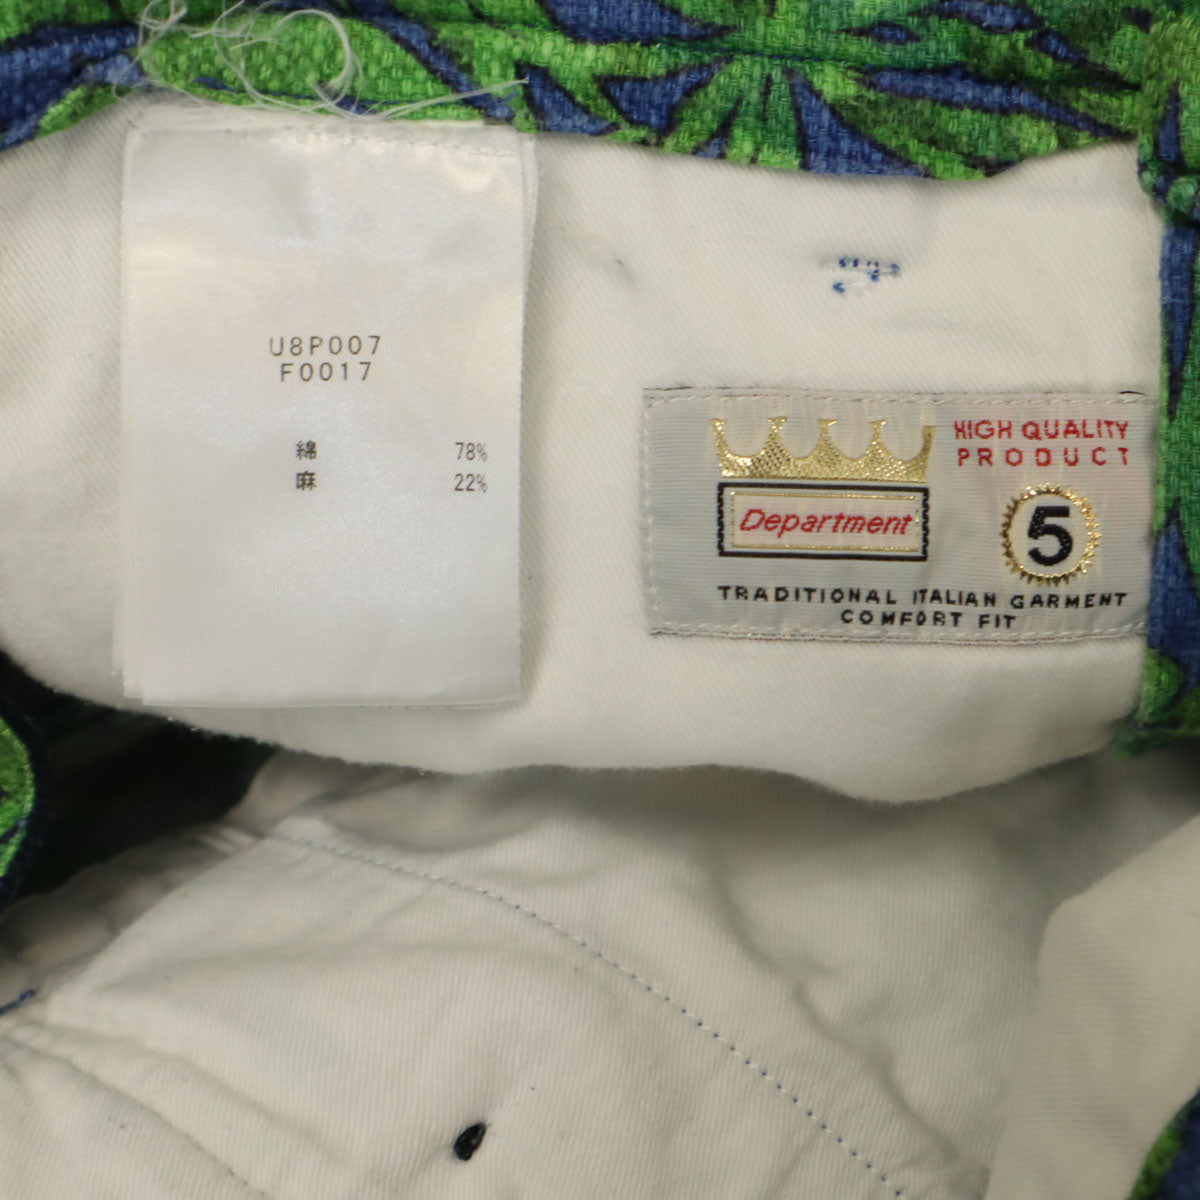 U8P007
F0017
綿 78%
麻 22%
HIGH QUALITY
PRODUCT
Department
5
TRADITIONAL ITALIAN GARMENT
COMFORT FIT